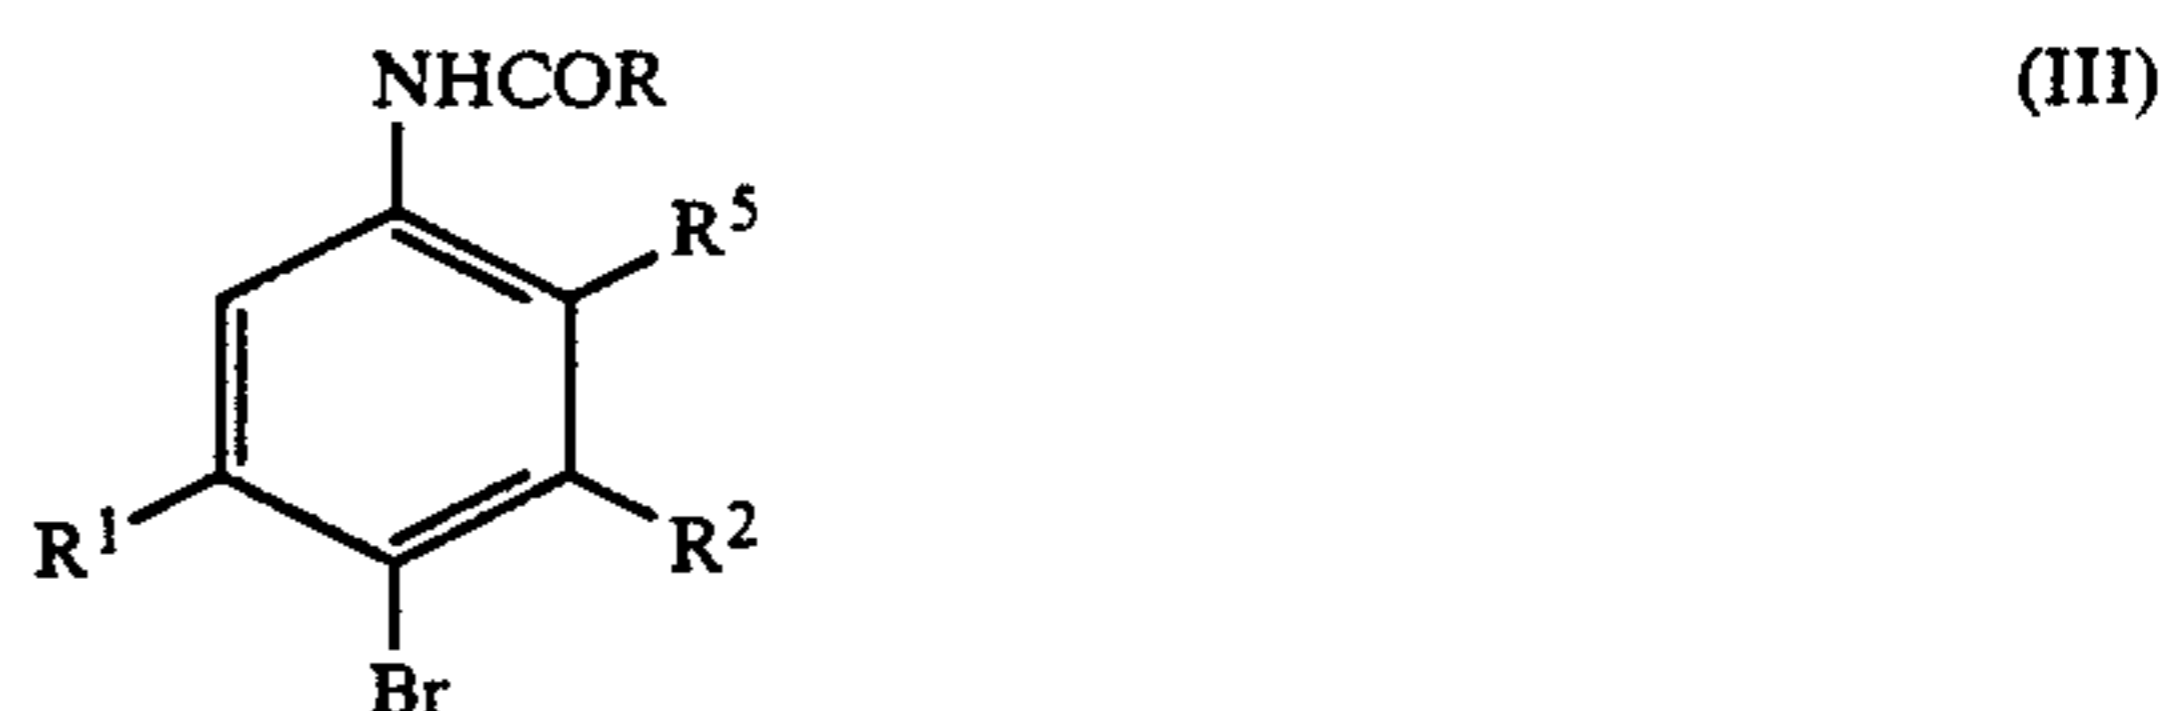 NHCOR (III)
R⁵
R¹ R²
Br